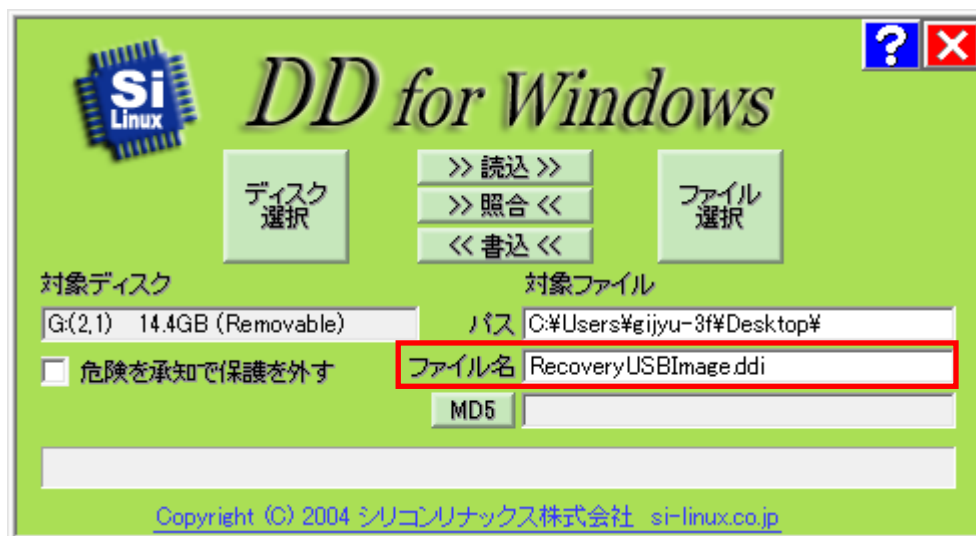 Si
Linux
DD for Windows
?
ディスク
選択
>> 読込 >>
>> 照合 <<
<< 書込 <<
ファイル
選択
対象ディスク
対象ファイル
G:(2,1) 14.4GB (Removable)
パス C:¥Users¥gijyu-3f¥Desktop¥
危険を承知で保護を外す
ファイル名 RecoveryUSBImage.ddi
MD5
Copyright (C) 2004 シリコンリナックス株式会社 si-linux.co.jp